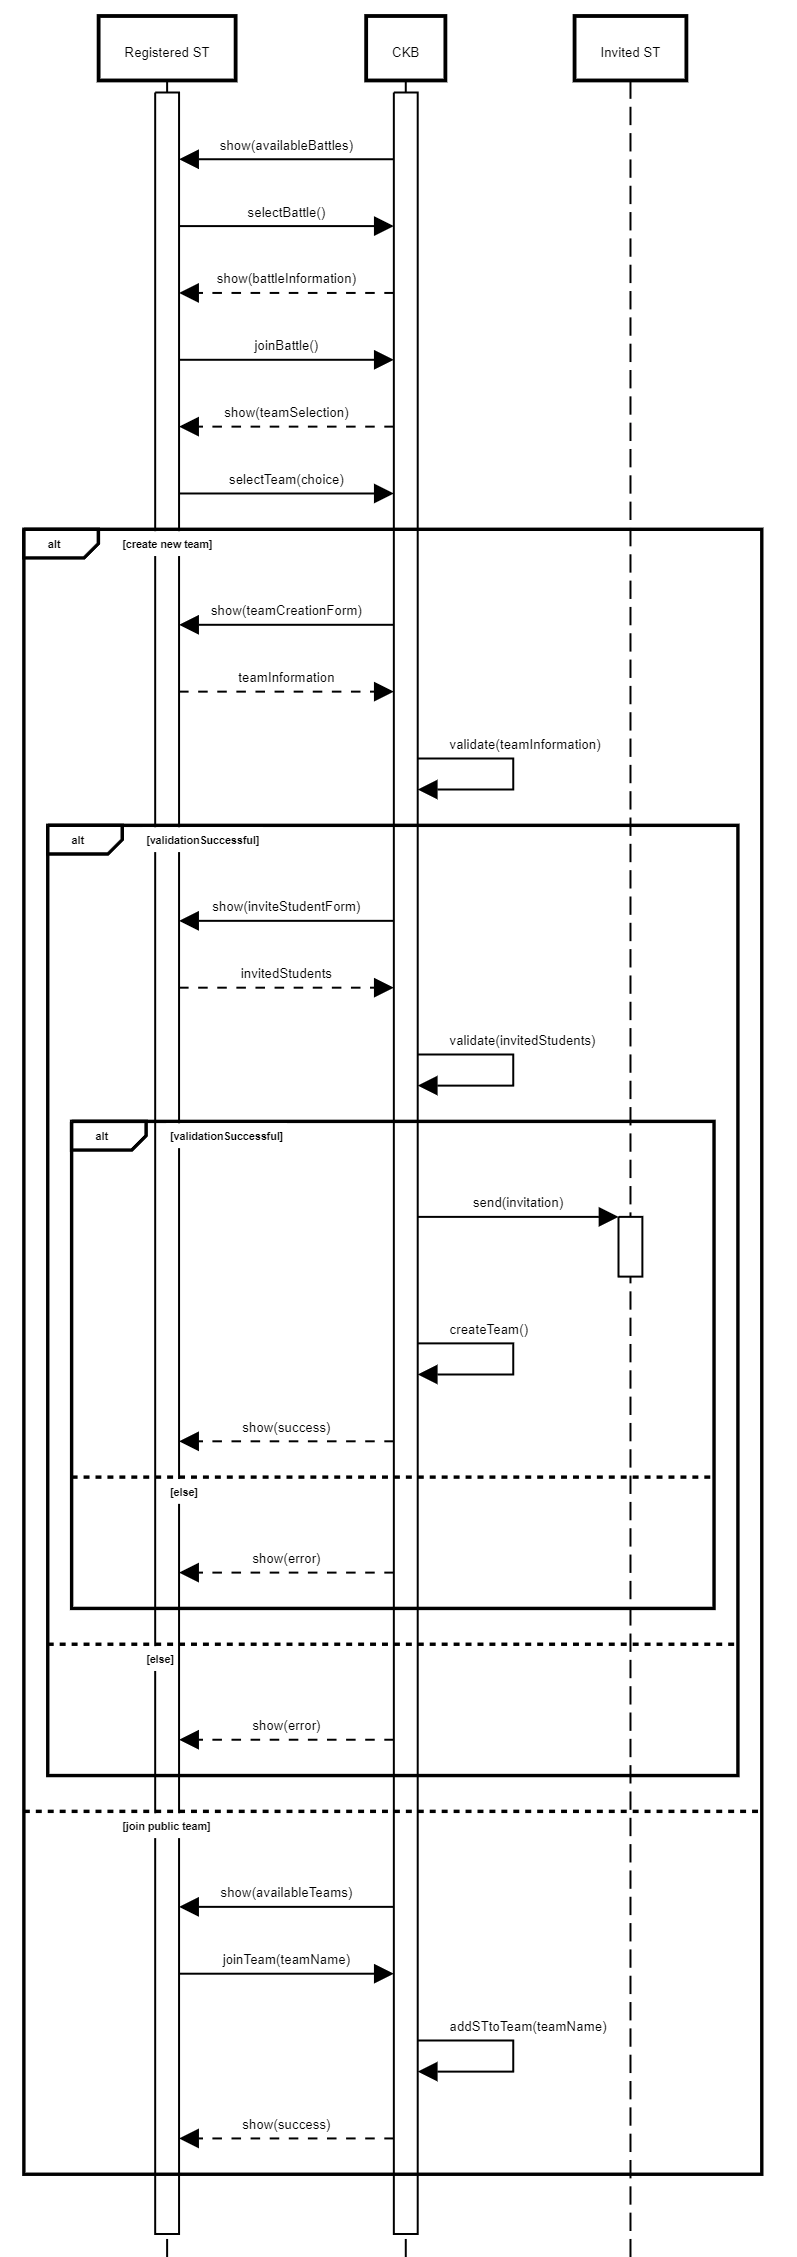 Registered ST
CKB
Invited ST
show(availableBattles)
selectBattle()
show(battleInformation)
joinBattle()
show(teamSelection)
selectTeam(choice)
alt
[create new team]
show(teamCreationForm)
teamInformation
validate(teamInformation)
alt
[validationSuccessful]
show(inviteStudentForm)
invitedStudents
validate(invitedStudents)
alt
[validationSuccessful]
send(invitation)
createTeam()
show(success)
[else]
show(error)
[else]
show(error)
[join public team]
show(availableTeams)
joinTeam(teamName)
addSTtoTeam(teamName)
show(success)